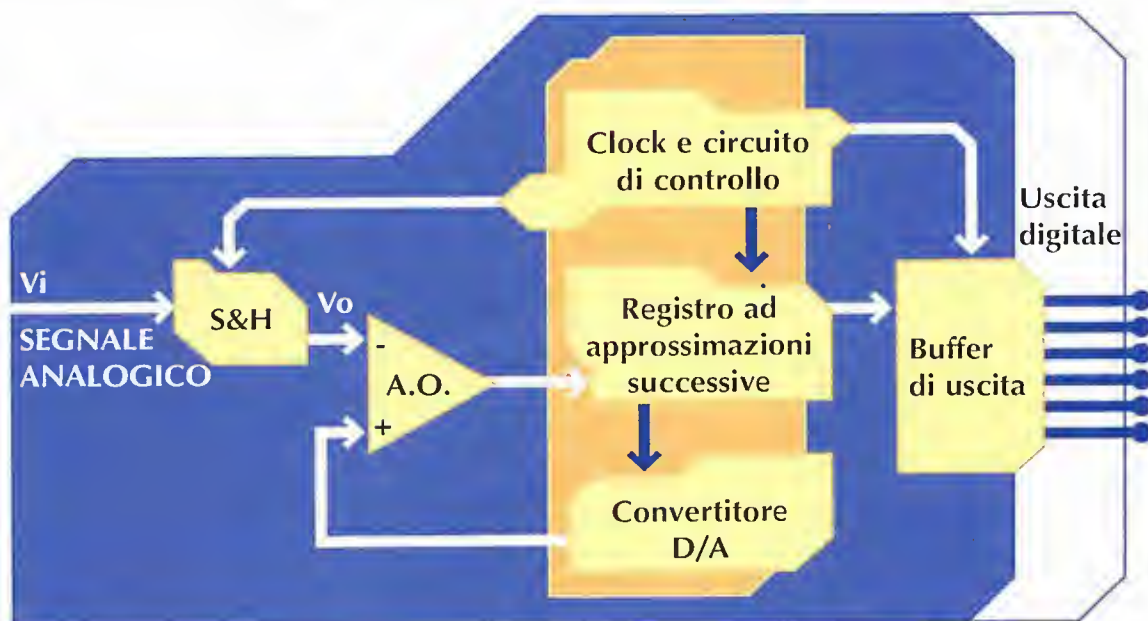 Clock e circuito
di controllo
Uscita
digitale
Vi
S&H
Vo
SEGNALE
ANALOGICO
-
A.O.
+
Registro ad
approssimazioni
successive
Buffer
di uscita
Convertitore
D/A